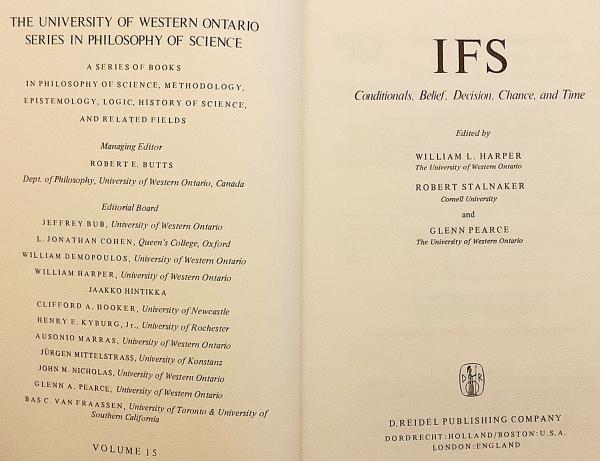 THE UNIVERSITY OF WESTERN ONTARIO
SERIES IN PHILOSOPHY OF SCIENCE
A SERIES OF BOOKS
IN PHILOSOPHY OF SCIENCE, METHODOLOGY,
EPISTEMOLOGY, LOGIC, HISTORY OF SCIENCE,
AND RELATED FIELDS
Managing Editor
ROBERT E. BUTTS
Dept. of Philosophy, University of Western Ontario, Canada
Editorial Board
JEFFREY BUB, University of Western Ontario
L. JONATHAN COHEN, Queen's College, Oxford
WILLIAM DEMOPOULOS, University of Western Ontario
WILLIAM HARPER, University of Western Ontario
JAAKKO HINTIKKA
CLIFFORD A. HOOKER, University of Newcastle
HENRY E. KYBURG, Jr., University of Rochester
AUSONIO MARRAS, University of Western Ontario
JÜRGEN MITTELSTRASS, University of Konstanz
JOHN M. NICHOLAS, University of Western Ontario
GLENN A. PEARCE, University of Western Ontario
BAS C. VAN FRAASSEN, University of Toronto & University of
Southern California
VOLUME 15
IFS
Conditionals, Belief, Decision, Chance, and Time
Edited by
WILLIAM L. HARPER
The University of Western Ontario
ROBERT STALNAKER
Cornell University
and
GLENN PEARCE
The University of Western Ontario
D R
D. REIDEL PUBLISHING COMPANY
DORDRECHT: HOLLAND / BOSTON: U.S.A.
LONDON: ENGLAND